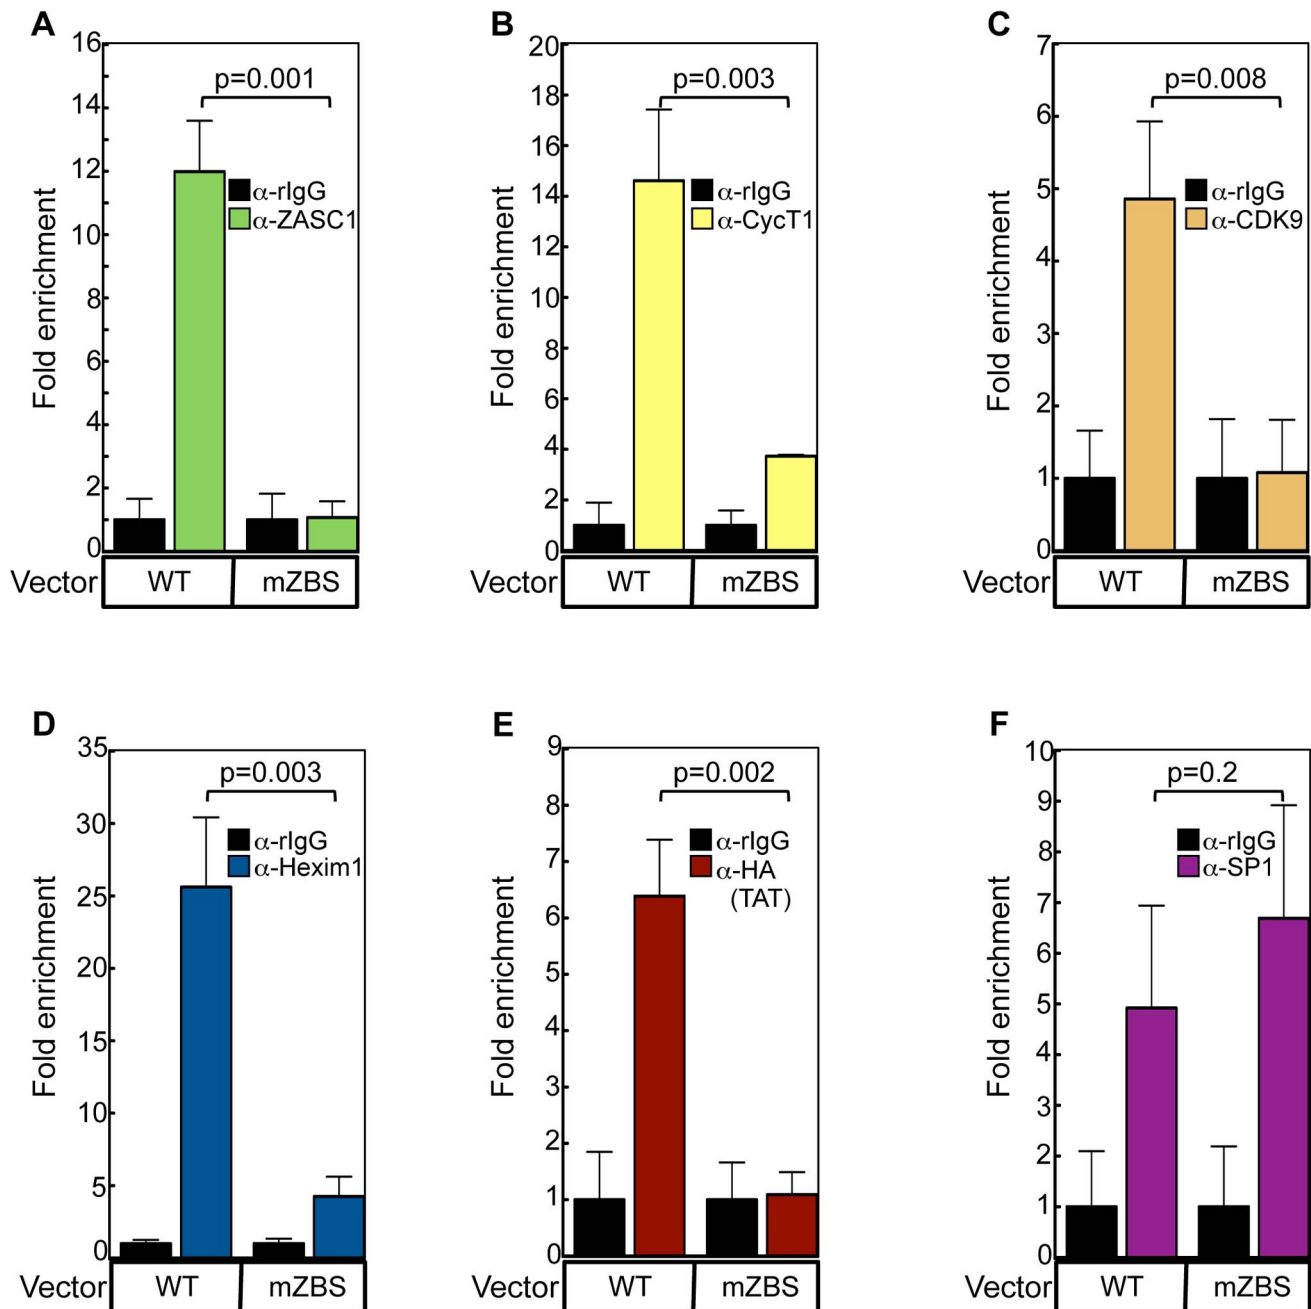 A
16
14
12
10
8
6
4
2
0
Fold enrichment
p=0.001
α-rIgG
α-ZASC1
Vector WT mZBS
B
20
18
16
14
12
10
8
6
4
2
0
Fold enrichment
p=0.003
α-rIgG
α-CycT1
Vector WT mZBS
C
7
6
5
4
3
2
1
0
Fold enrichment
p=0.008
α-rIgG
α-CDK9
Vector WT mZBS
D
35
30
25
20
15
10
5
0
Fold enrichment
p=0.003
α-rIgG
α-Hexim1
Vector WT mZBS
E
9
8
7
6
5
4
3
2
1
0
Fold enrichment
p=0.002
α-rIgG
α-HA
(TAT)
Vector WT mZBS
F
10
9
8
7
6
5
4
3
2
1
0
Fold enrichment
p=0.2
α-rIgG
α-SP1
Vector WT mZBS